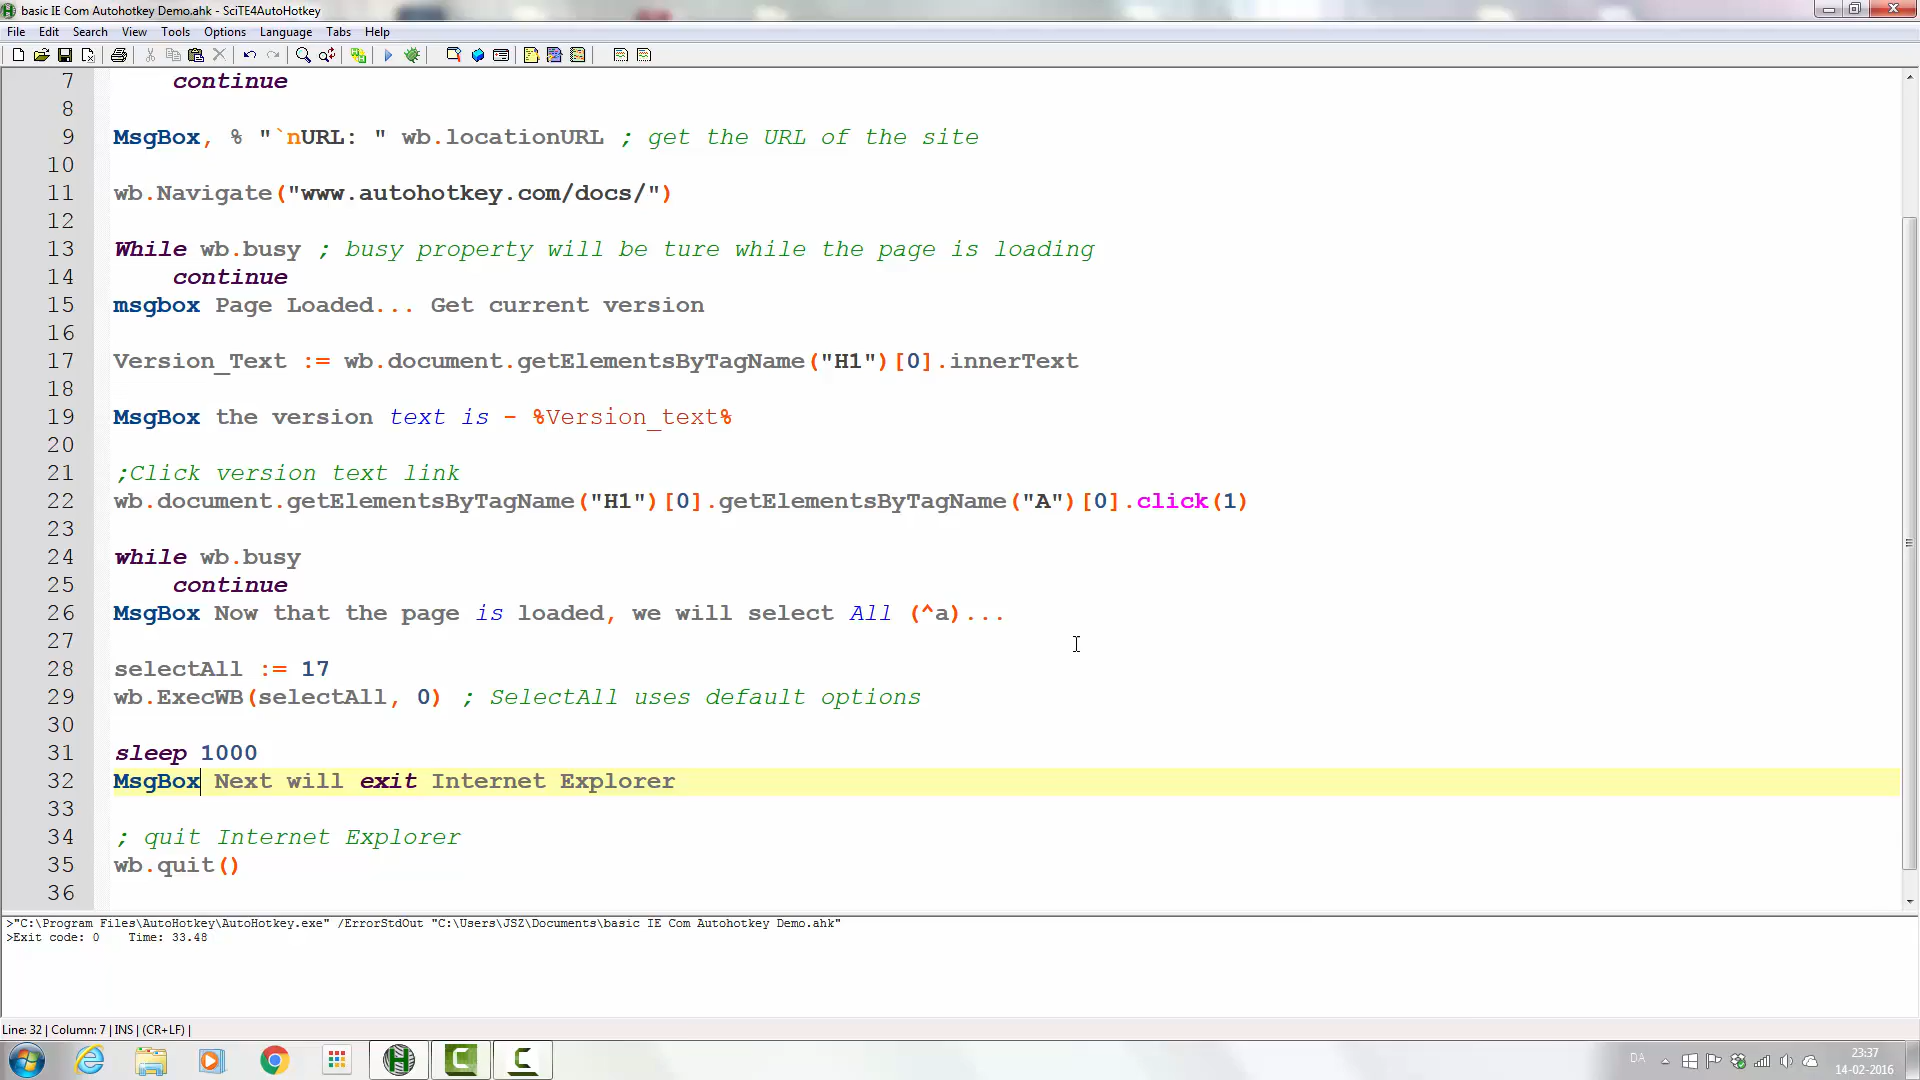 basic IE Com Autohotkey Demo.ahk - SciTE4AutoHotkey
File Edit Search View Tools Options Language Tabs Help
7 continue
8
9 MsgBox, % "`nURL: " wb.locationURL ; get the URL of the site
10
11 wb.Navigate("www.autohotkey.com/docs/")
12
13 While wb.busy ; busy property will be ture while the page is loading
14 continue
15 msgbox Page Loaded... Get current version
16
17 Version_Text := wb.document.getElementsByTagName("H1")[0].innerText
18
19 MsgBox the version text is - %Version_text%
20
21 ;Click version text link
22 wb.document.getElementsByTagName("H1")[0].getElementsByTagName("A")[0].click(1)
23
24 while wb.busy
25 continue
26 MsgBox Now that the page is loaded, we will select All (^a)...
27
28 selectAll := 17
29 wb.ExecWB(selectAll, 0) ; SelectAll uses default options
30
31 sleep 1000
32 MsgBox Next will exit Internet Explorer
33
34 ; quit Internet Explorer
35 wb.quit()
36
>"C:\Program Files\AutoHotkey\AutoHotkey.exe" /ErrorStdOut "C:\Users\JSZ\Documents\basic IE Com Autohotkey Demo.ahk"
>Exit code: 0 Time: 33.48
Line: 32 | Column: 7 | INS | (CR+LF) |
DA
23:37
14-02-2016